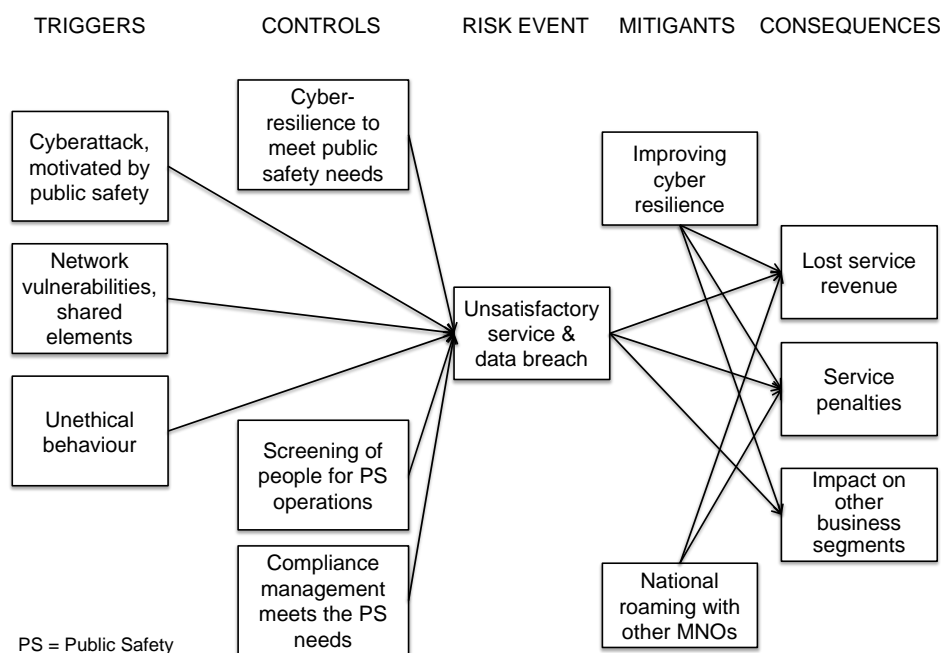 TRIGGERS
CONTROLS
RISK EVENT
MITIGANTS
CONSEQUENCES
Cyberattack,
motivated by
public safety
Network
vulnerabilities,
shared
elements
Unethical
behaviour
Cyber-
resilience to
meet public
safety needs
Screening of
people for PS
operations
Compliance
management
meets the PS
needs
Unsatisfactory
service &
data breach
Improving
cyber
resilience
National
roaming with
other MNOs
Lost service
revenue
Service
penalties
Impact on
other
business
segments
PS = Public Safety